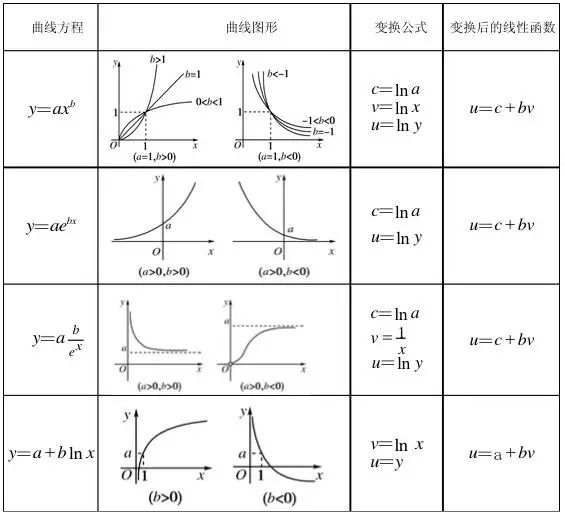 曲线方程 曲线图形 变换公式 变换后的线性函数
y=axᵇ
y b>1 b=1 0<b<1 1 O 1 x (a=1,b>0)
y b<-1 1 -1<b<0 b=-1 O 1 x (a=1,b<0)
c=ln a
v=ln x
u=ln y
u=c+bv
y=aeᵇˣ
y a O x (a>0,b>0)
y a O x (a>0,b<0)
c=ln a
u=ln y
u=c+bv
y=a b/eˣ
y a O x (a>0,b>0)
y a O x (a>0,b<0)
c=ln a
v=1/x
u=ln y
u=c+bv
y=a+b ln x
y a O 1 x (b>0)
y a O 1 x (b<0)
v=ln x
u=y
u=a+bv